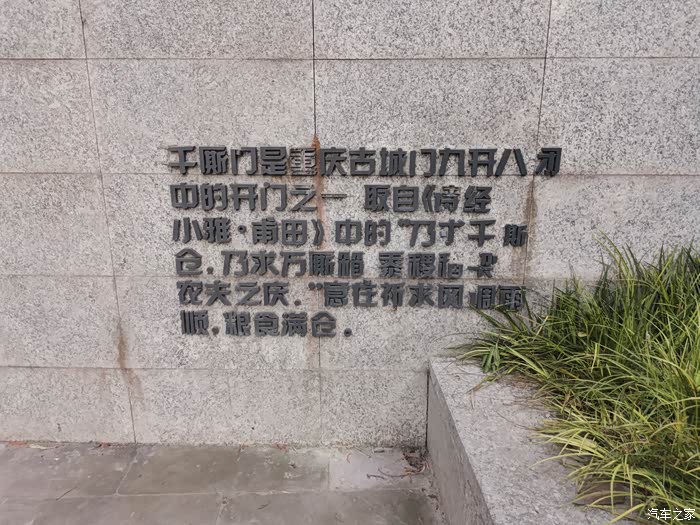 千厮门是重庆古城门九开八闭
中的开门之一 取自《诗经
小雅·甫田》中的"乃求千斯
仓,乃求万斯箱 黍稷稻
农夫之庆."意在祈求风调雨
顺,粮食满仓.
汽车之家